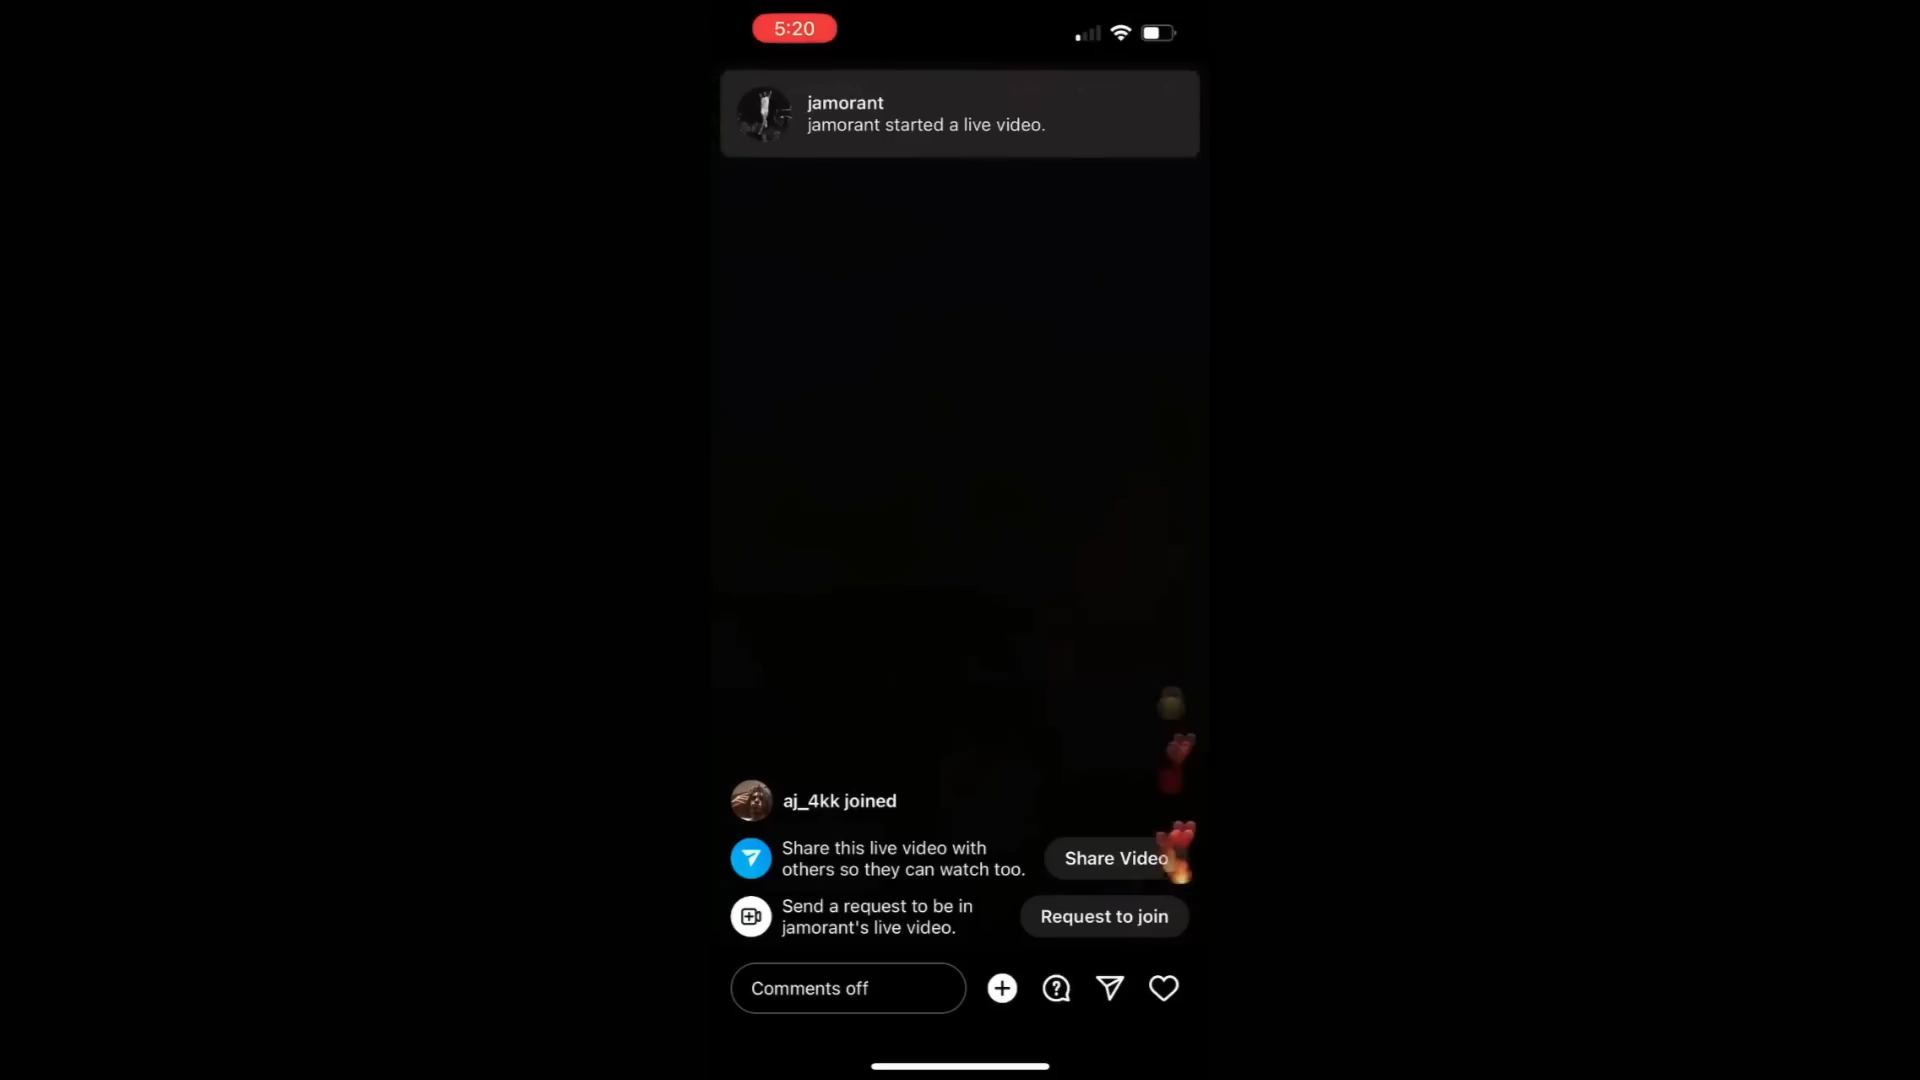 5:20
jamorant
jamorant started a live video.
aj_4kk joined
Share this live video with
others so they can watch too.
Share Video
Send a request to be in
jamorant's live video.
Request to join
Comments off